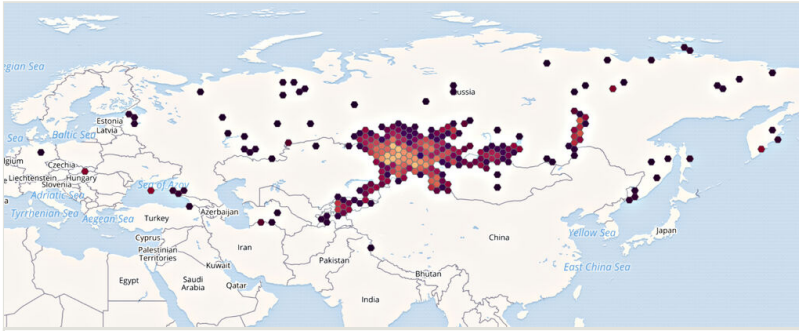 egian Sea
ussia
Estonia
Latvia
Baltic Sea
Sea
lgium
Czechia
Liechtenstein
Hungary
Slovenia
Sea of Azov
Adriatic Sea
Tyrrhenian Sea
Aegean Sea
Turkey
Azerbaijan
Cyprus
Palestinian
Territories
Iran
Kuwait
Egypt
Saudi
Arabia
Qatar
Pakistan
India
Bhutan
China
Yellow Sea
East China Sea
Japan